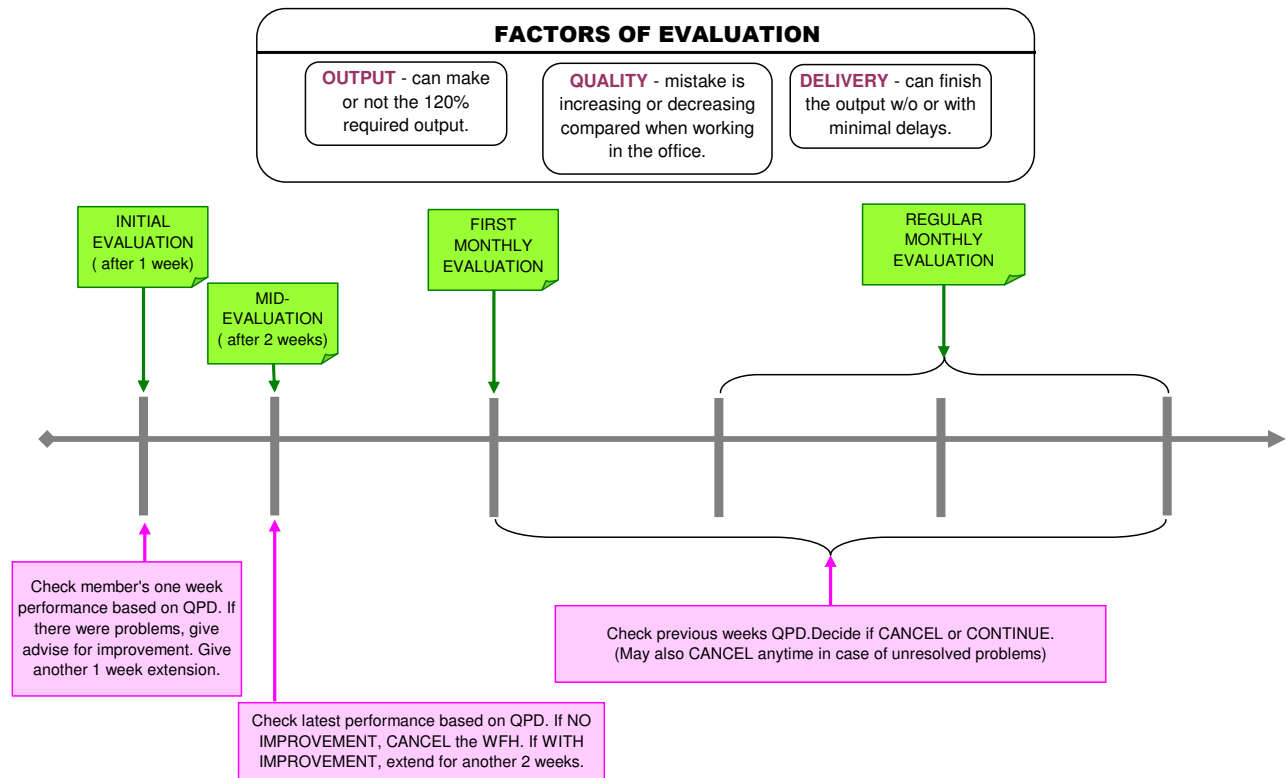 FACTORS OF EVALUATION
OUTPUT - can make
or not the 120%
required output.
QUALITY - mistake is
increasing or decreasing
compared when working
in the office.
DELIVERY - can finish
the output w/o or with
minimal delays.
INITIAL
EVALUATION
( after 1 week)
MID-
EVALUATION
( after 2 weeks)
FIRST
MONTHLY
EVALUATION
REGULAR
MONTHLY
EVALUATION
Check member's one week
performance based on QPD. If
there were problems, give
advise for improvement. Give
another 1 week extension.
Check latest performance based on QPD. If NO
IMPROVEMENT, CANCEL the WFH. If WITH
IMPROVEMENT, extend for another 2 weeks.
Check previous weeks QPD.Decide if CANCEL or CONTINUE.
(May also CANCEL anytime in case of unresolved problems)